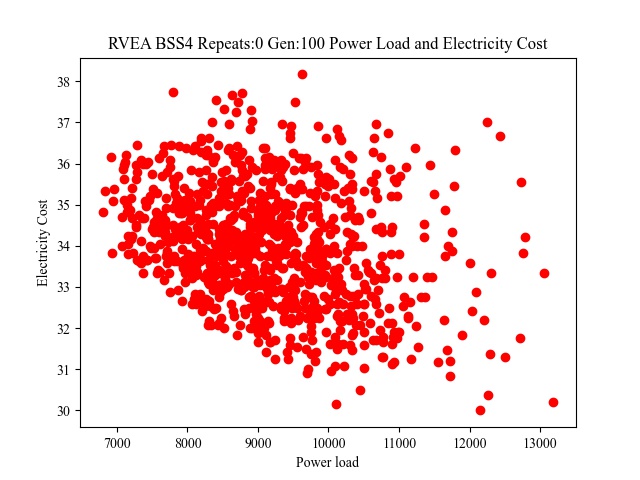 RVEA BSS4 Repeats:0 Gen:100 Power Load and Electricity Cost
38
37
36
35
34
33
32
31
30
Electricity Cost
7000 8000 9000 10000 11000 12000 13000
Power load